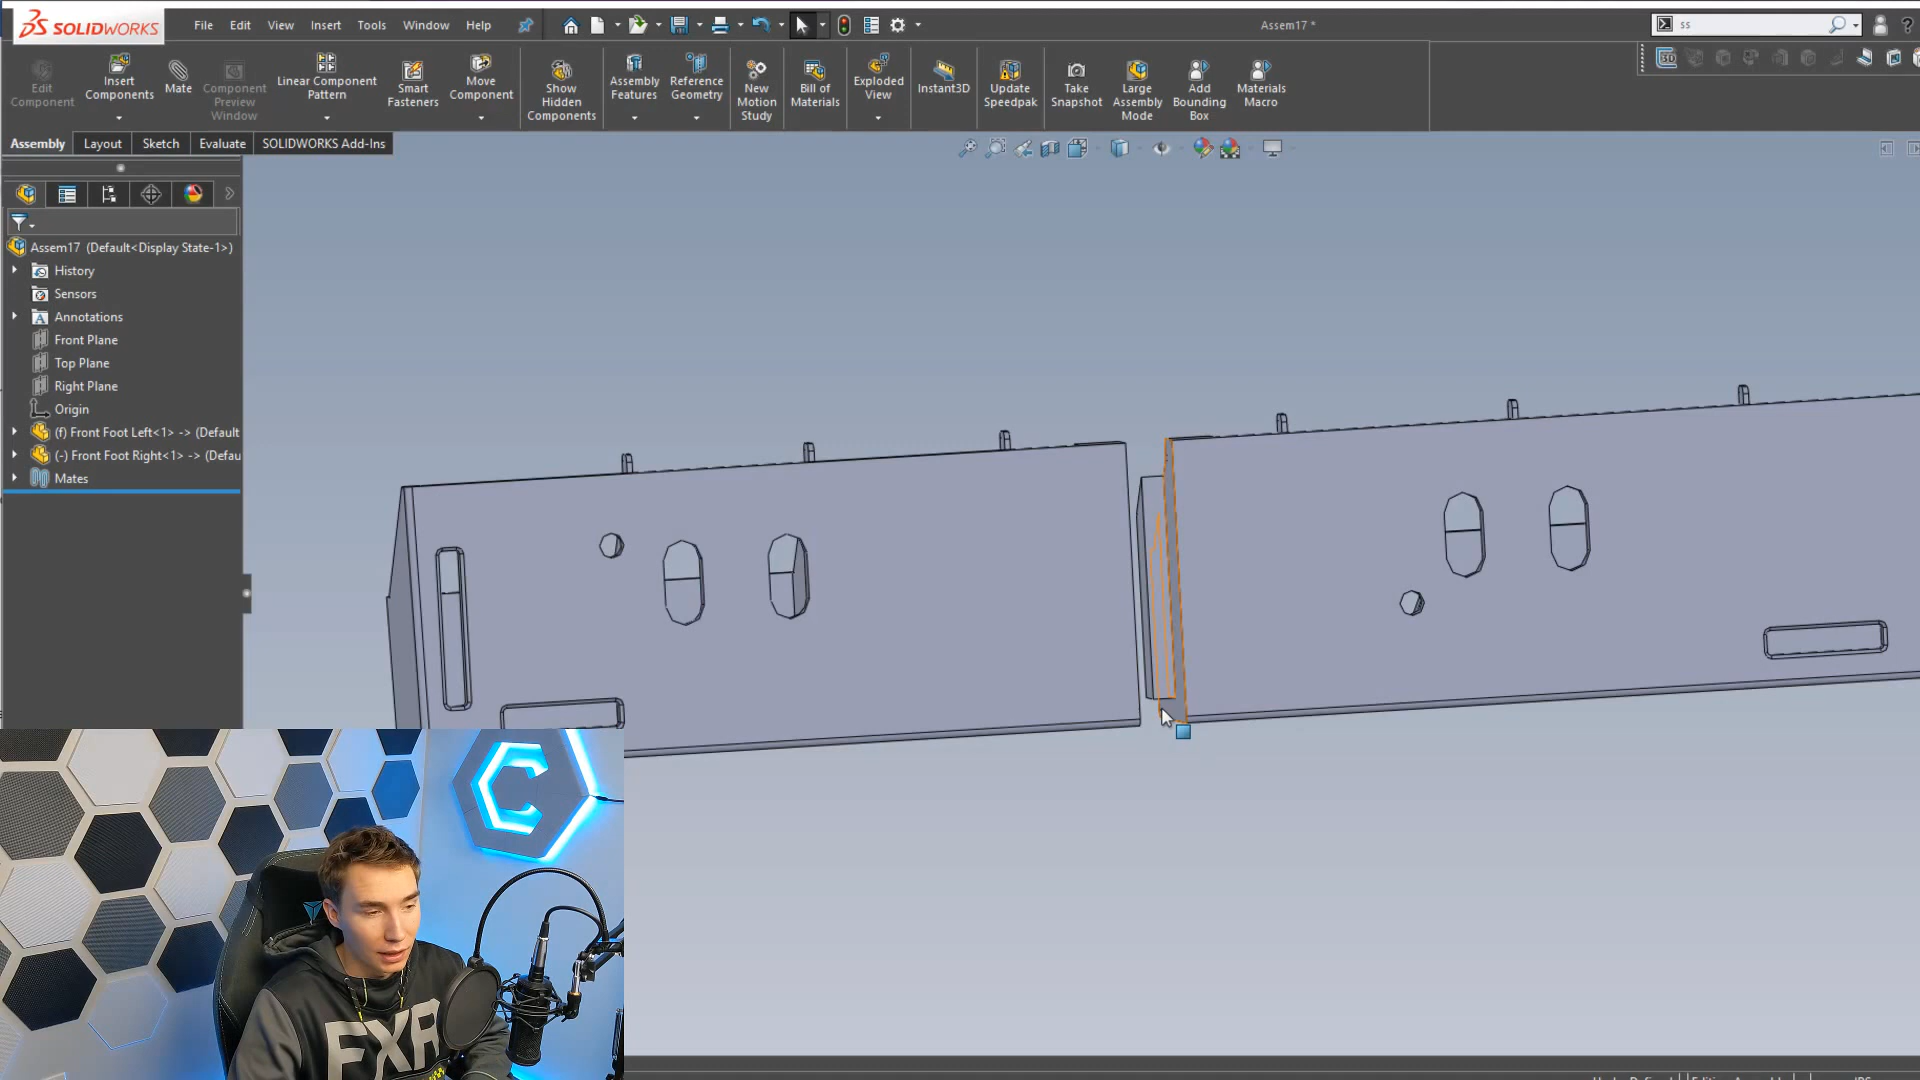 SOLIDWORKS
File Edit View Insert Tools Window Help
Assem17 *
ss
Edit Component
Insert Components
Mate
Component Preview Window
Linear Component Pattern
Smart Fasteners
Move Component
Show Hidden Components
Assembly Features
Reference Geometry
New Motion Study
Bill of Materials
Exploded View
Instant3D
Update Speedpak
Take Snapshot
Large Assembly Mode
Add Bounding Box
Materials Macro
Assembly Layout Sketch Evaluate SOLIDWORKS Add-Ins
Assem17 (Default<Display State-1>)
History
Sensors
Annotations
Front Plane
Top Plane
Right Plane
Origin
(f) Front Foot Left<1> -> (Default
(-) Front Foot Right<1> -> (Defau
Mates
FXR